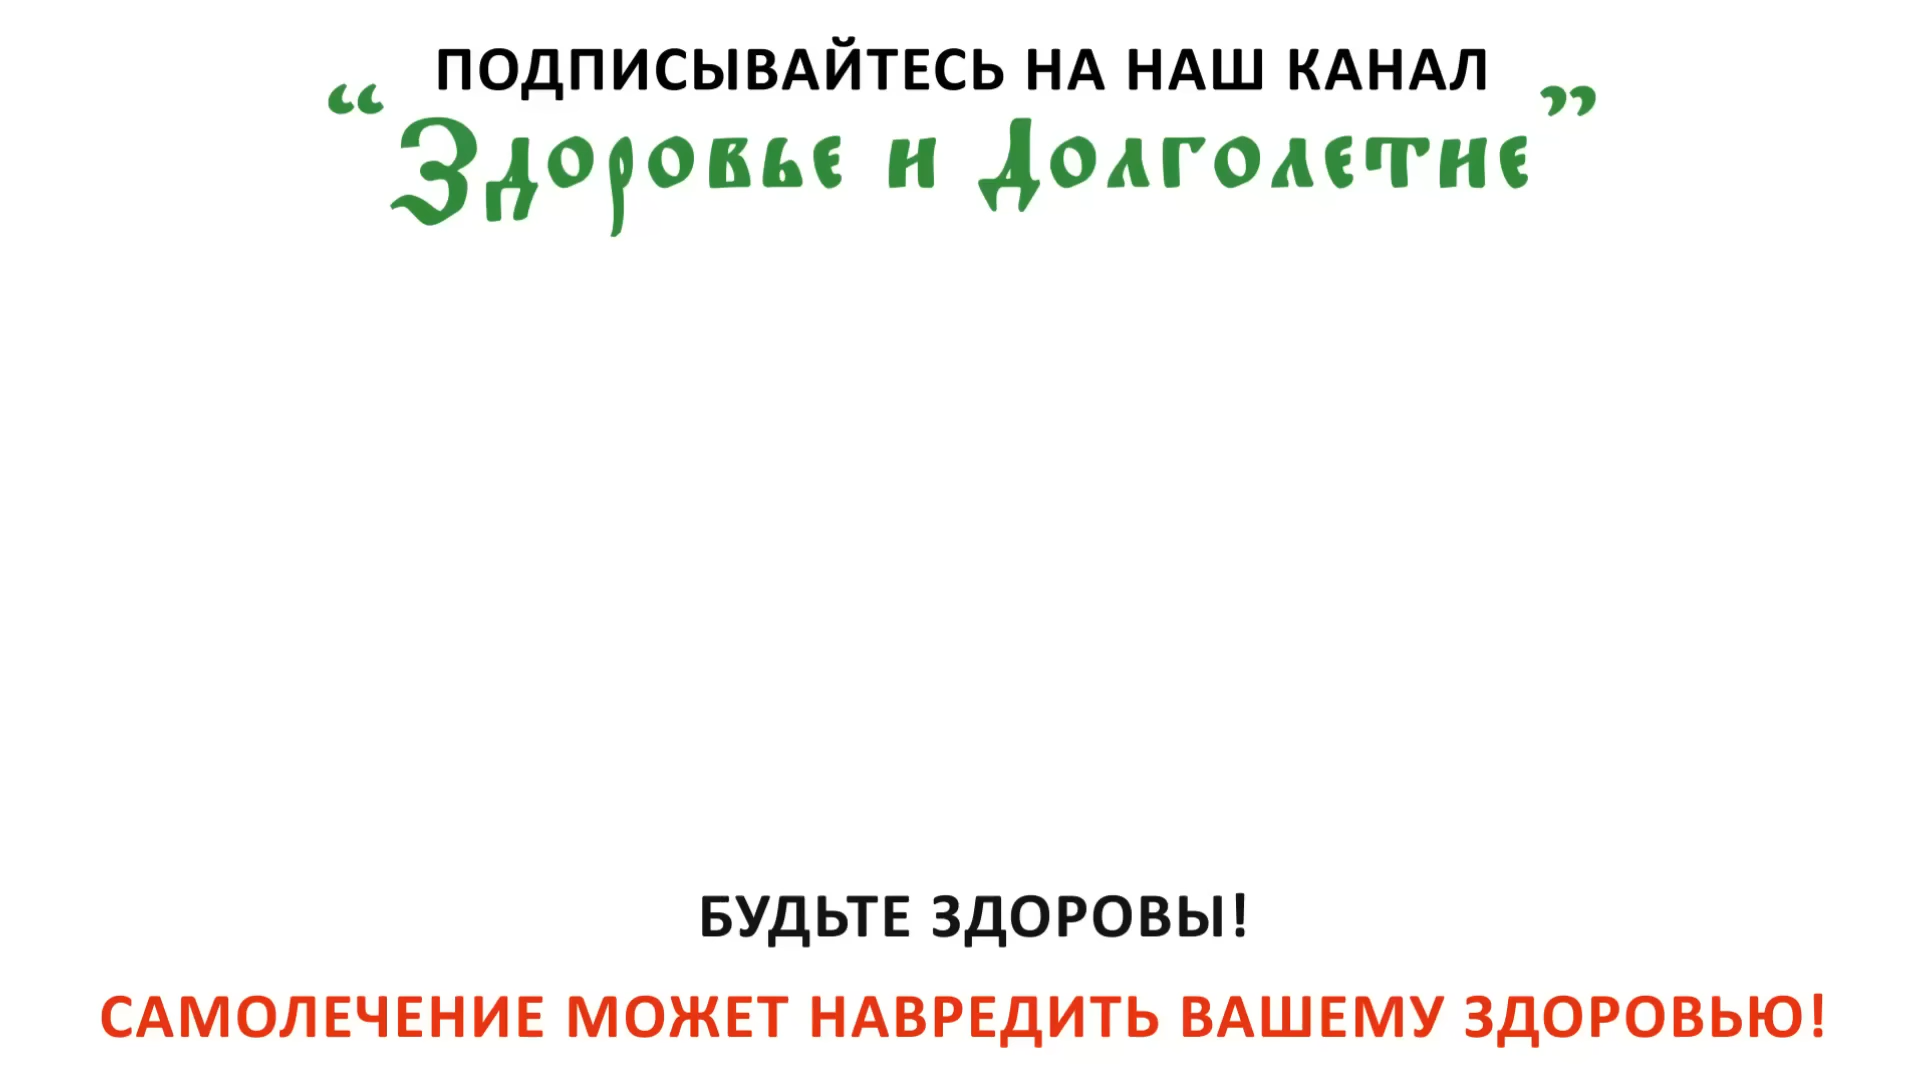 ПОДПИСЫВАЙТЕСЬ НА НАШ КАНАЛ
“Здоровье и Долголетие”
БУДЬТЕ ЗДОРОВЫ!
САМОЛЕЧЕНИЕ МОЖЕТ НАВРЕДИТЬ ВАШЕМУ ЗДОРОВЬЮ!